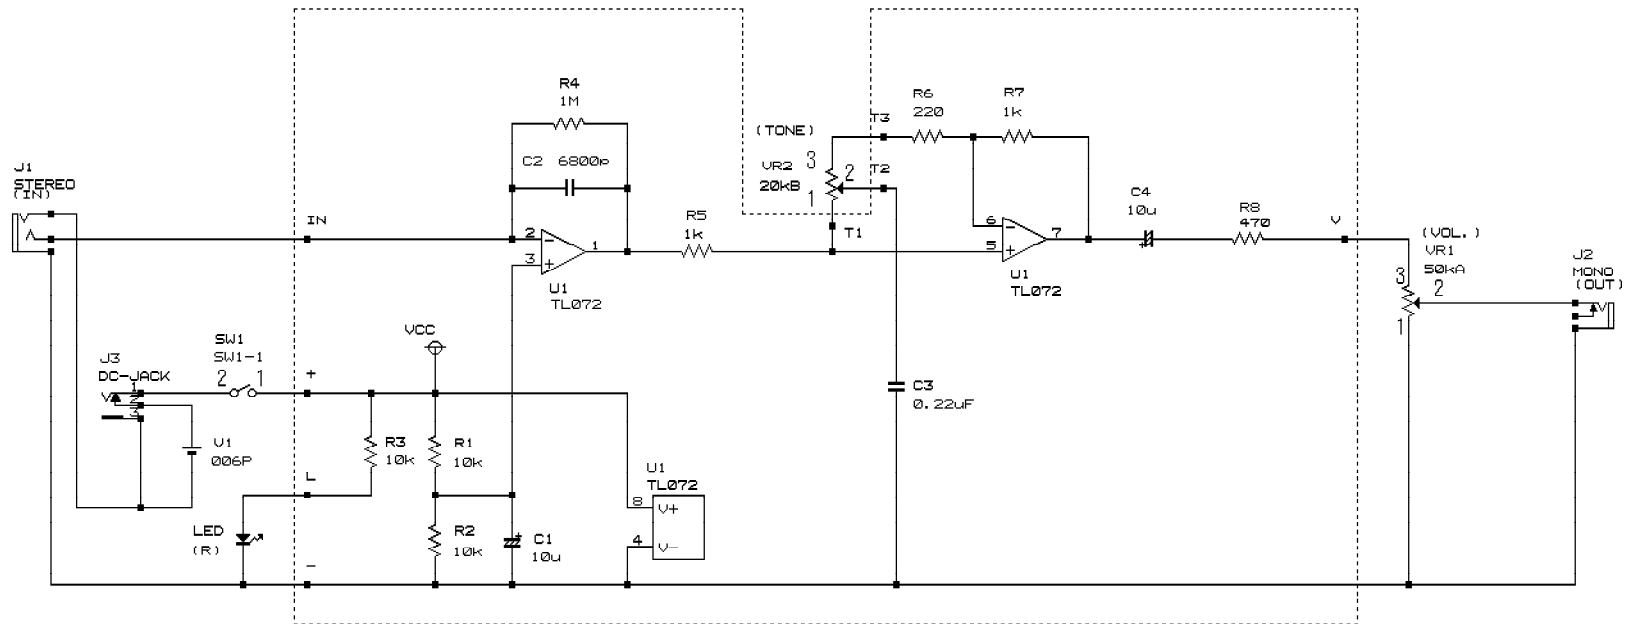 J1
STEREO
(IN)
IN
R4
1M
C2 6800p
2
3
1
U1
TL072
R5
1k
(TONE)
VR2
20kB
3
2
1
T3
T2
T1
R6
220
R7
1k
6
5
7
U1
TL072
C4
10u
R8
470
V
(VOL.)
VR1
50kA
3
2
1
J2
MONO
(OUT)
J3
DC-JACK
1
2
3
SW1
SW1-1
2 1
+
VCC
V1
006P
R3
10k
R1
10k
L
LED
(R)
R2
10k
C1
10u
-
U1
TL072
8 V+
4 V-
C3
0.22uF